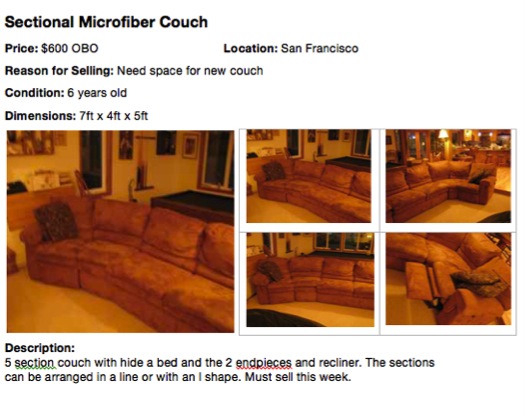 Sectional Microfiber Couch
Price: $600 OBO Location: San Francisco
Reason for Selling: Need space for new couch
Condition: 6 years old
Dimensions: 7ft x 4ft x 5ft
Description:
5 section couch with hide a bed and the 2 endpieces and recliner. The sections
can be arranged in a line or with an l shape. Must sell this week.